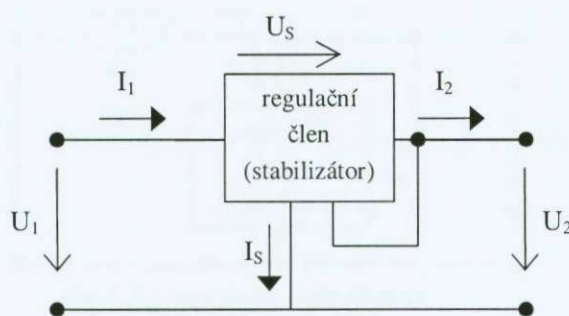 U_S
I_1
regulační
člen
(stabilizátor)
I_2
U_1
I_S
U_2